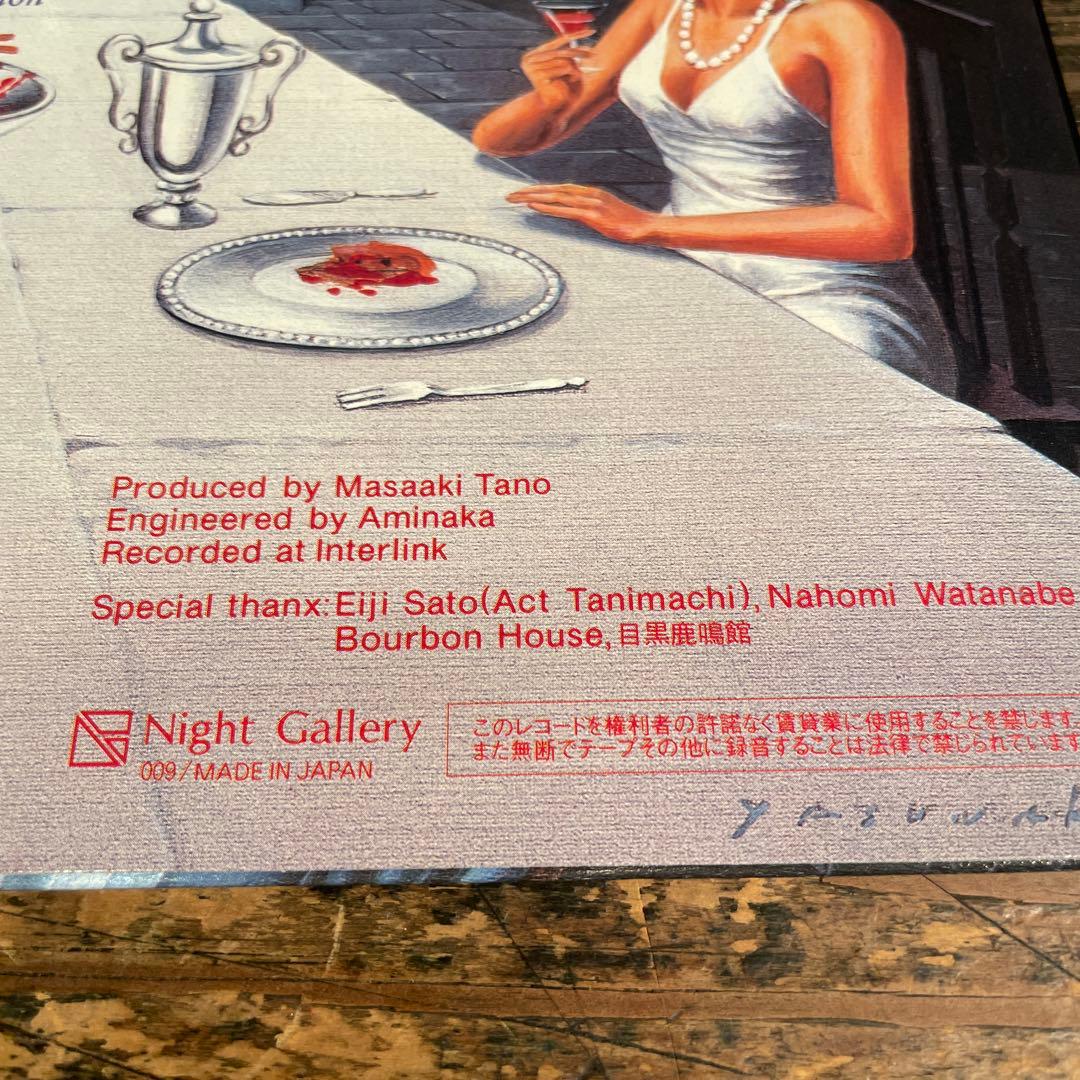 Produced by Masaaki Tano
Engineered by Aminaka
Recorded at Interlink
Special thanx:Eiji Sato(Act Tanimachi), Nahomi Watanabe
Bourbon House, 目黒鹿鳴館
Night Gallery
009/MADE IN JAPAN
このレコードを権利者の許諾なく賃貸業に使用することを禁じます。
また無断でテープその他に録音することは法律で禁じられています